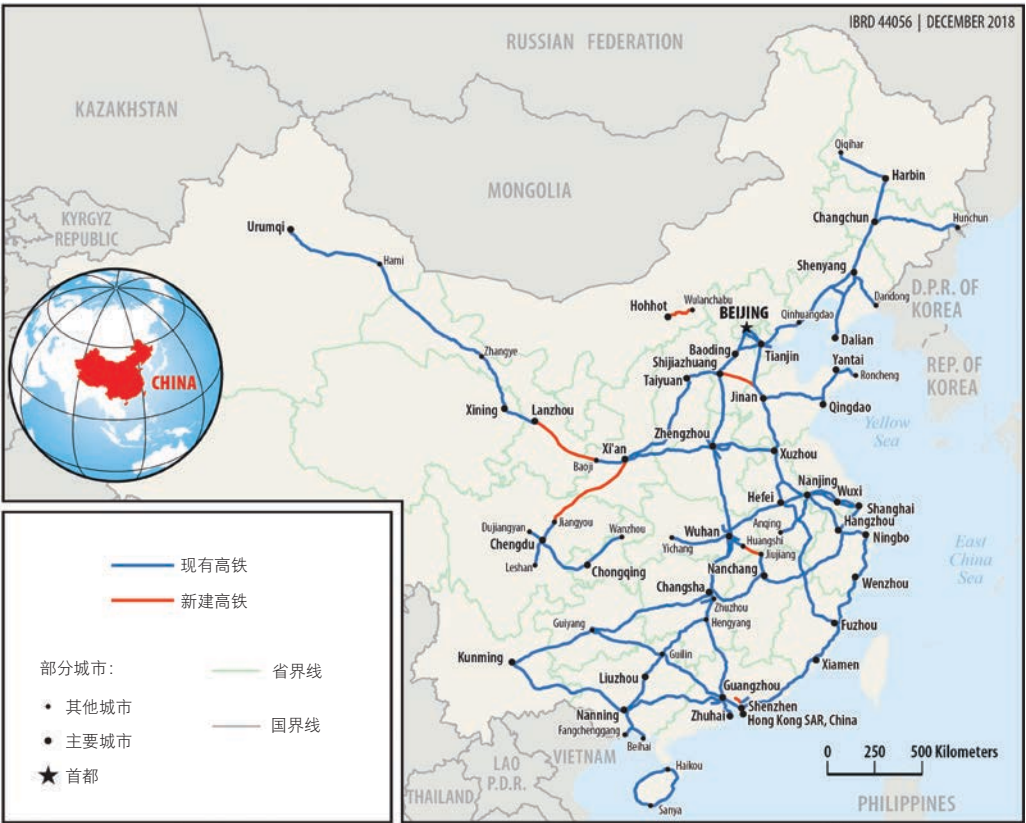 IBRD 44056 | DECEMBER 2018
RUSSIAN FEDERATION
KAZAKHSTAN
MONGOLIA
KYRGYZ
REPUBLIC
D.P.R. OF
KOREA
REP. OF
KOREA
Yellow
Sea
East
China
Sea
CHINA
Qiqihar
Harbin
Changchun
Hunchun
Urumqi
Hami
Shenyang
Dandong
Hohhot
Wulanchabu
BEIJING
Qinhuangdao
Dalian
Baoding
Tianjin
Shijiazhuang
Yantai
Taiyuan
Roncheng
Zhangye
Jinan
Qingdao
Xining
Lanzhou
Zhengzhou
Xi'an
Baoji
Xuzhou
Nanjing
Wuxi
Hefei
Shanghai
Jiangyou
Dujiangyan
Wanzhou
Wuhan
Anqing
Hangzhou
Huangshi
Ningbo
Chengdu
Yichang
Jiujiang
Leshan
Chongqing
Nanchang
Changsha
Wenzhou
Zhuzhou
Hengyang
Guiyang
Fuzhou
Kunming
Guilin
Xiamen
Liuzhou
Guangzhou
Shenzhen
Nanning
Zhuhai
Hong Kong SAR, China
Fangchenggang
Beihai
VIETNAM
LAO
P.D.R.
THAILAND
Haikou
Sanya
PHILIPPINES
0 250 500 Kilometers
现有高铁
新建高铁
部分城市:
省界线
其他城市
国界线
主要城市
首都